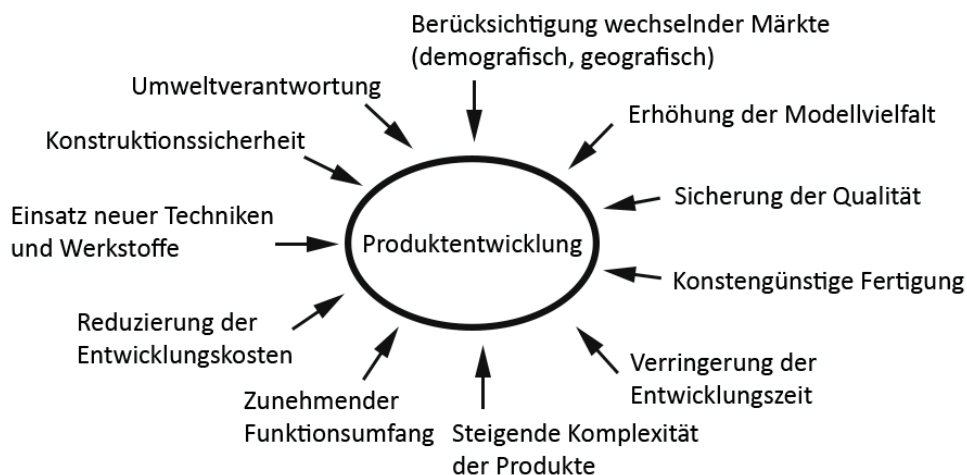 Berücksichtigung wechselnder Märkte
(demografisch, geografisch)
Umweltverantwortung
Erhöhung der Modellvielfalt
Konstruktionssicherheit
Sicherung der Qualität
Einsatz neuer Techniken
und Werkstoffe
Produktentwicklung
Konstengünstige Fertigung
Reduzierung der
Entwicklungskosten
Verringerung der
Entwicklungszeit
Zunehmender
Funktionsumfang
Steigende Komplexität
der Produkte